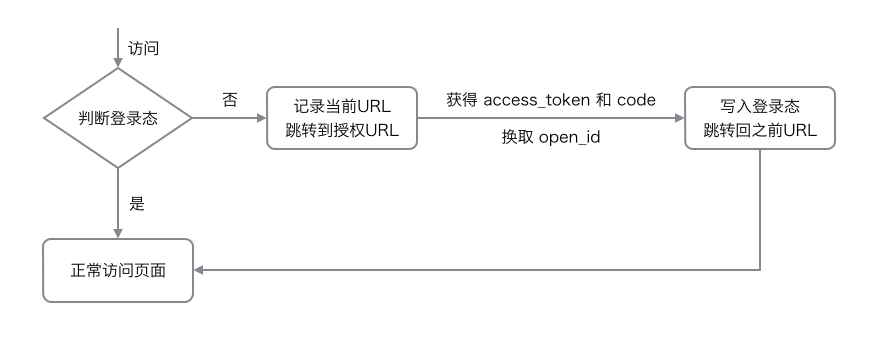 访问
判断登录态
否
记录当前URL
跳转到授权URL
获得 access_token 和 code
换取 open_id
写入登录态
跳转回之前URL
是
正常访问页面